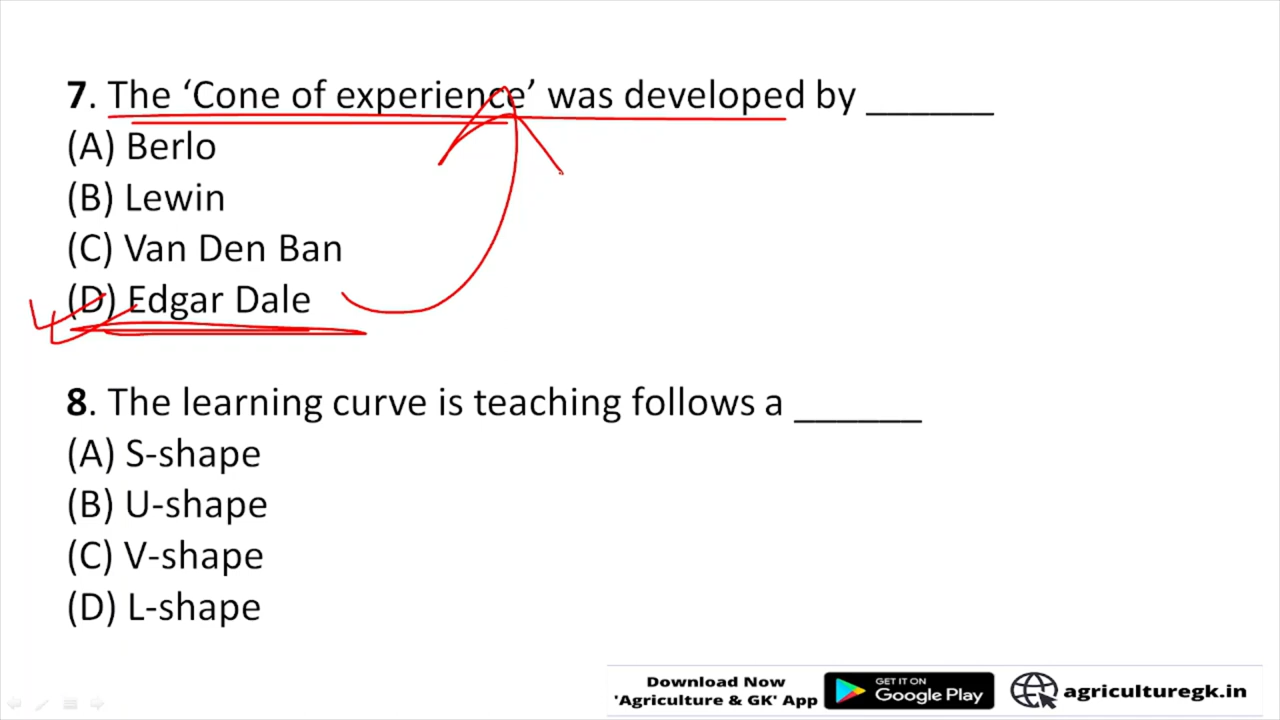 7. The ‘Cone of experience’ was developed by ______
(A) Berlo
(B) Lewin
(C) Van Den Ban
(D) Edgar Dale
8. The learning curve is teaching follows a ______
(A) S-shape
(B) U-shape
(C) V-shape
(D) L-shape
Download Now
'Agriculture & GK' App
GET IT ON
Google Play
agriculturegk.in